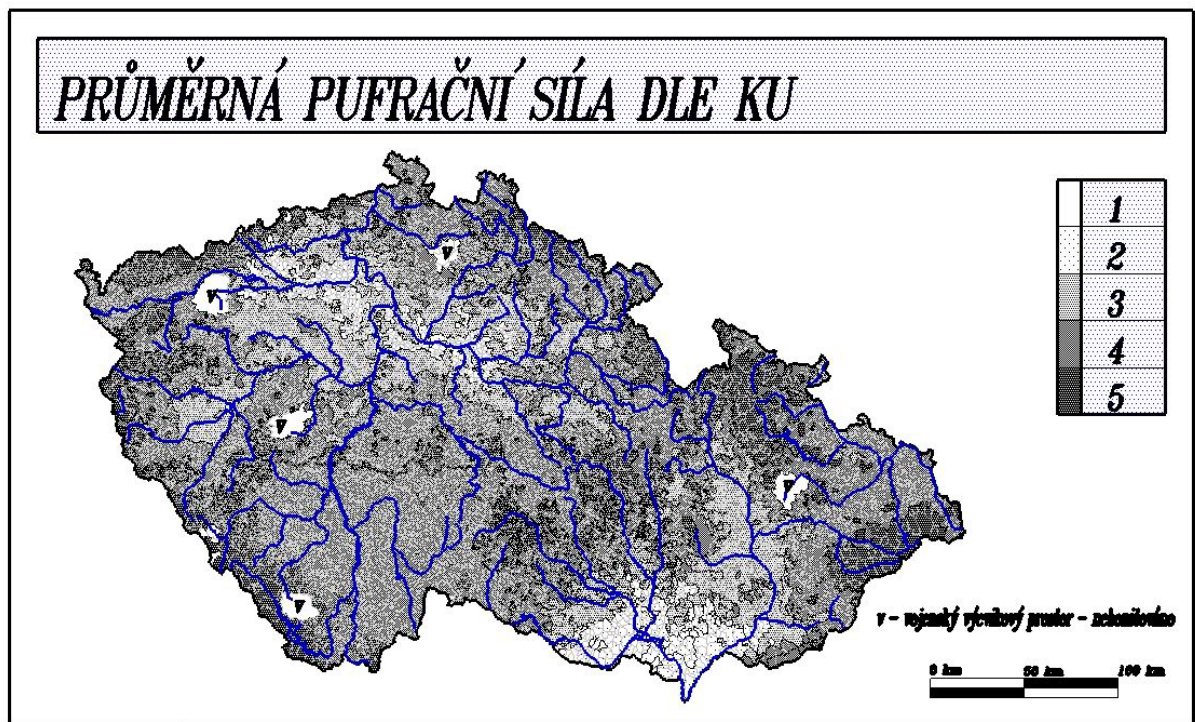 PRŮMĚRNÁ PUFRAČNÍ SÍLA DLE KU
1
2
3
4
5
v
v
v
v
v
v - vojenský výcvikový prostor -
0 km 50 km 100 km